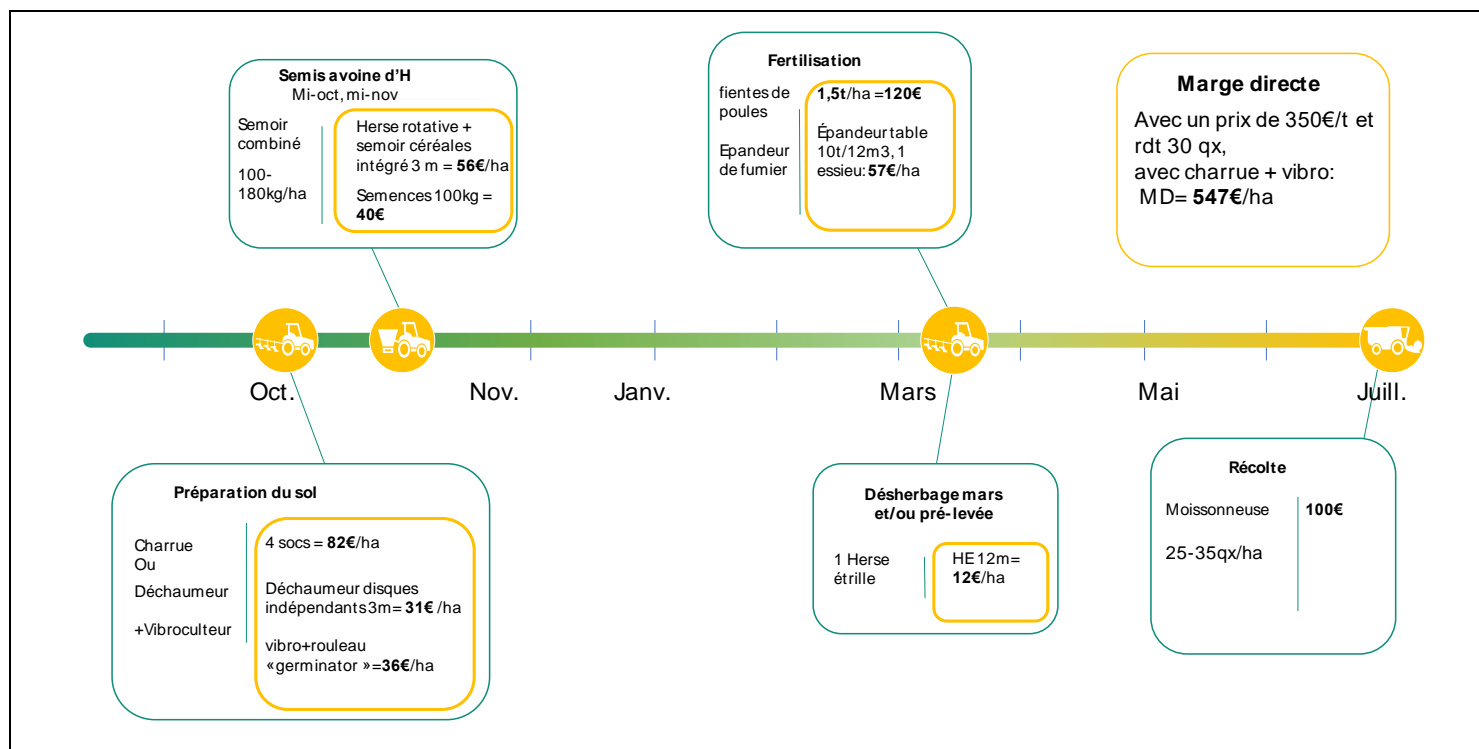 Semis avoine d'H
Mi-oct, mi-nov
Semoir
combiné
100-
180kg/ha
Herse rotative +
semoir céréales
intégré 3 m = 56€/ha
Semences 100kg =
40€
Fertilisation
fientes de
poules
Epandeur
de fumier
1,5t/ha =120€
Épandeur table
10t/12m3, 1
essieu: 57€/ha
Marge directe
Avec un prix de 350€/t et
rdt 30 qx,
avec charrue + vibro:
MD= 547€/ha
Oct.
Nov.
Janv.
Mars
Mai
Juill.
Préparation du sol
Charrue
Ou
Déchaumeur
+Vibroculteur
4 socs = 82€/ha
Déchaumeur disques
indépendants 3m= 31€ /ha
vibro+rouleau
«germinator »=36€/ha
Désherbage mars
et/ou pré-levée
1 Herse
étrille
HE 12m=
12€/ha
Récolte
Moissonneuse
25-35qx/ha
100€